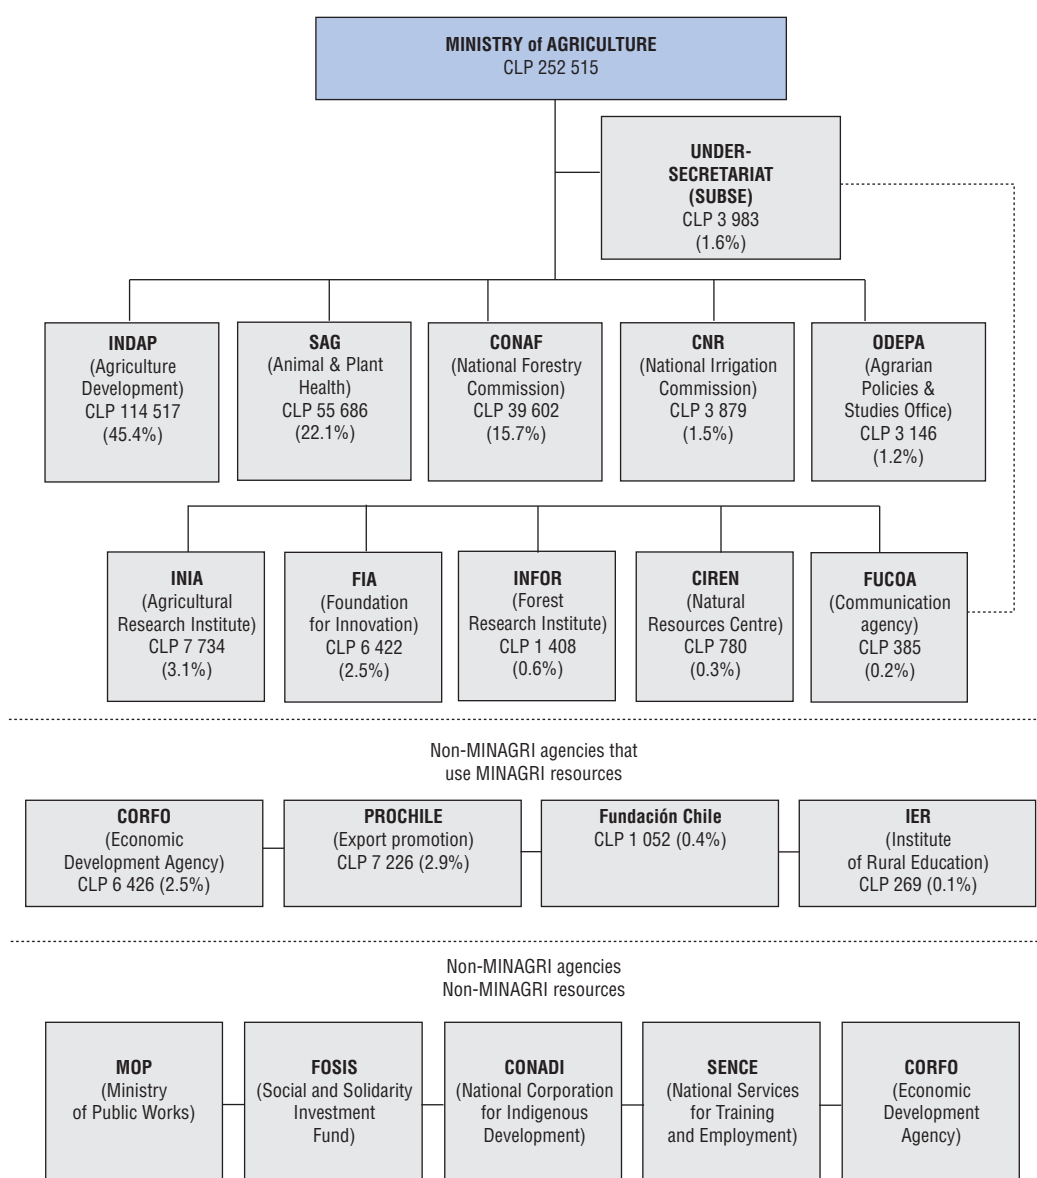 MINISTRY of AGRICULTURE
CLP 252 515
UNDER-
SECRETARIAT
(SUBSE)
CLP 3 983
(1.6%)
INDAP
(Agriculture
Development)
CLP 114 517
(45.4%)
SAG
(Animal & Plant
Health)
CLP 55 686
(22.1%)
CONAF
(National Forestry
Commission)
CLP 39 602
(15.7%)
CNR
(National Irrigation
Commission)
CLP 3 879
(1.5%)
ODEPA
(Agrarian
Policies &
Studies Office)
CLP 3 146
(1.2%)
INIA
(Agricultural
Research Institute)
CLP 7 734
(3.1%)
FIA
(Foundation
for Innovation)
CLP 6 422
(2.5%)
INFOR
(Forest
Research Institute)
CLP 1 408
(0.6%)
CIREN
(Natural
Resources Centre)
CLP 780
(0.3%)
FUCOA
(Communication
agency)
CLP 385
(0.2%)
Non-MINAGRI agencies that
use MINAGRI resources
CORFO
(Economic
Development Agency)
CLP 6 426 (2.5%)
PROCHILE
(Export promotion)
CLP 7 226 (2.9%)
Fundación Chile
CLP 1 052 (0.4%)
IER
(Institute
of Rural Education)
CLP 269 (0.1%)
Non-MINAGRI agencies
Non-MINAGRI resources
MOP
(Ministry
of Public Works)
FOSIS
(Social and Solidarity
Investment
Fund)
CONADI
(National Corporation
for Indigenous
Development)
SENCE
(National Services
for Training
and Employment)
CORFO
(Economic
Development
Agency)